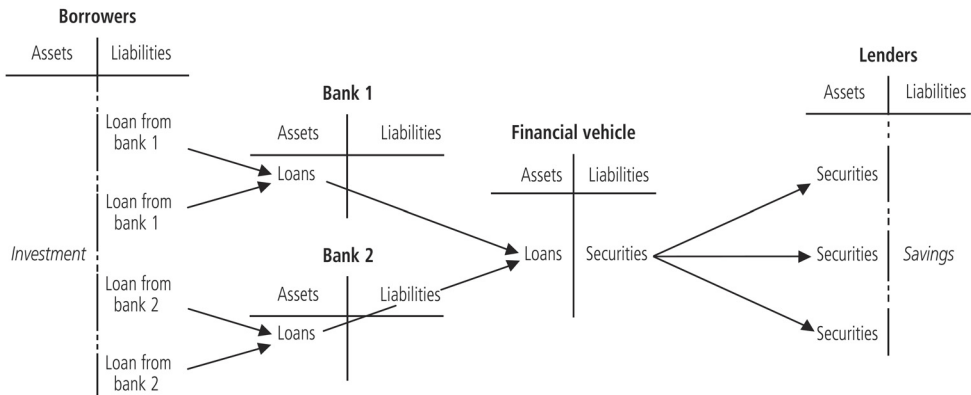 Borrowers
Assets Liabilities
Loan from
bank 1
Loan from
bank 1
Investment
Loan from
bank 2
Loan from
bank 2
Bank 1
Assets Liabilities
Loans
Bank 2
Assets Liabilities
Loans
Financial vehicle
Assets Liabilities
Loans Securities
Lenders
Assets Liabilities
Securities
Securities Savings
Securities